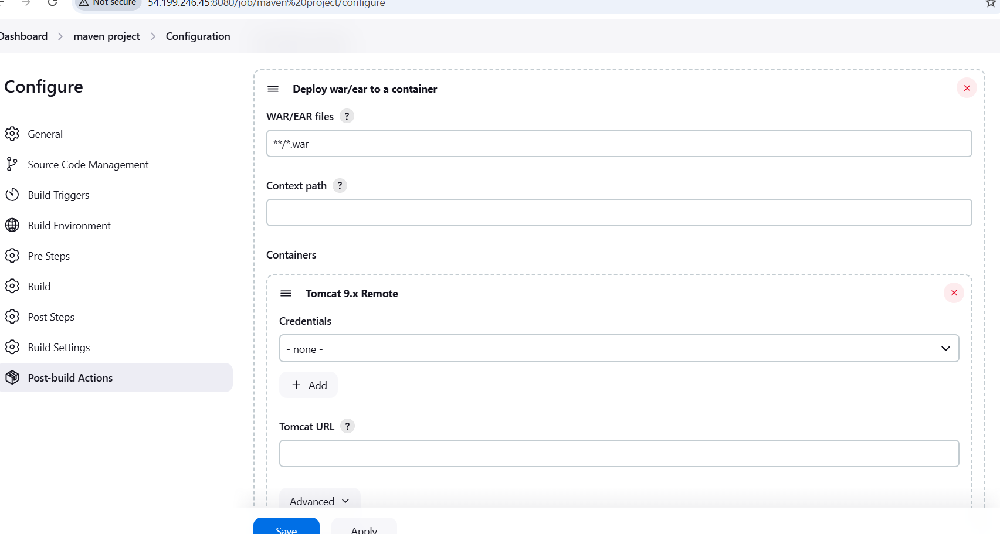 Not secure 54.199.246.45:8080/job/maven%20project/configure
Dashboard > maven project > Configuration
Configure
General
Source Code Management
Build Triggers
Build Environment
Pre Steps
Build
Post Steps
Build Settings
Post-build Actions
Deploy war/ear to a container
WAR/EAR files ?
**/*.war
Context path ?
Containers
Tomcat 9.x Remote
Credentials
- none -
+ Add
Tomcat URL ?
Advanced
Save Apply